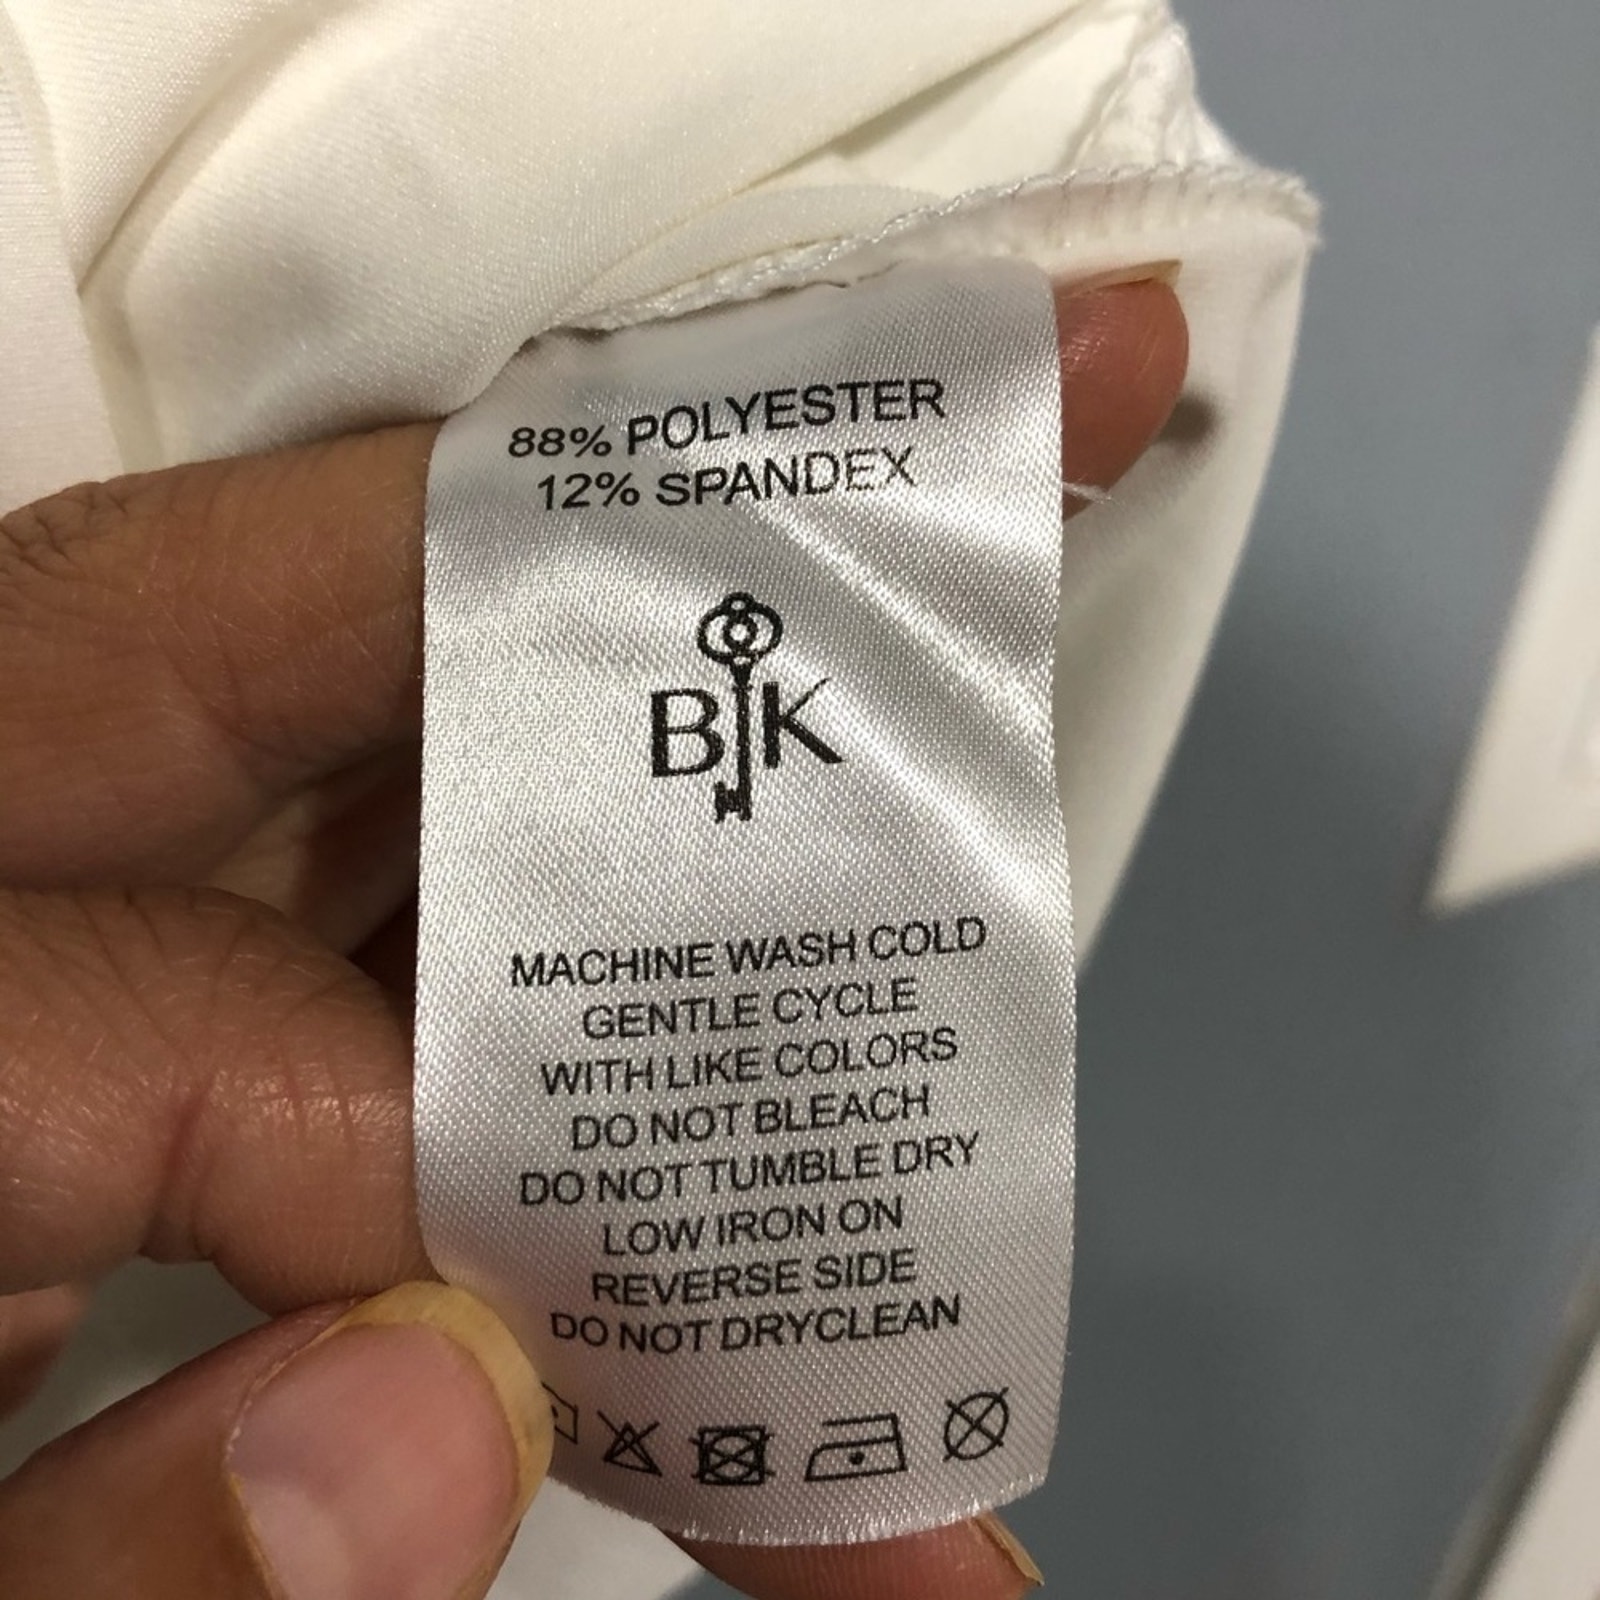 88% POLYESTER
12% SPANDEX
B K
MACHINE WASH COLD
GENTLE CYCLE
WITH LIKE COLORS
DO NOT BLEACH
DO NOT TUMBLE DRY
LOW IRON ON
REVERSE SIDE
DO NOT DRYCLEAN